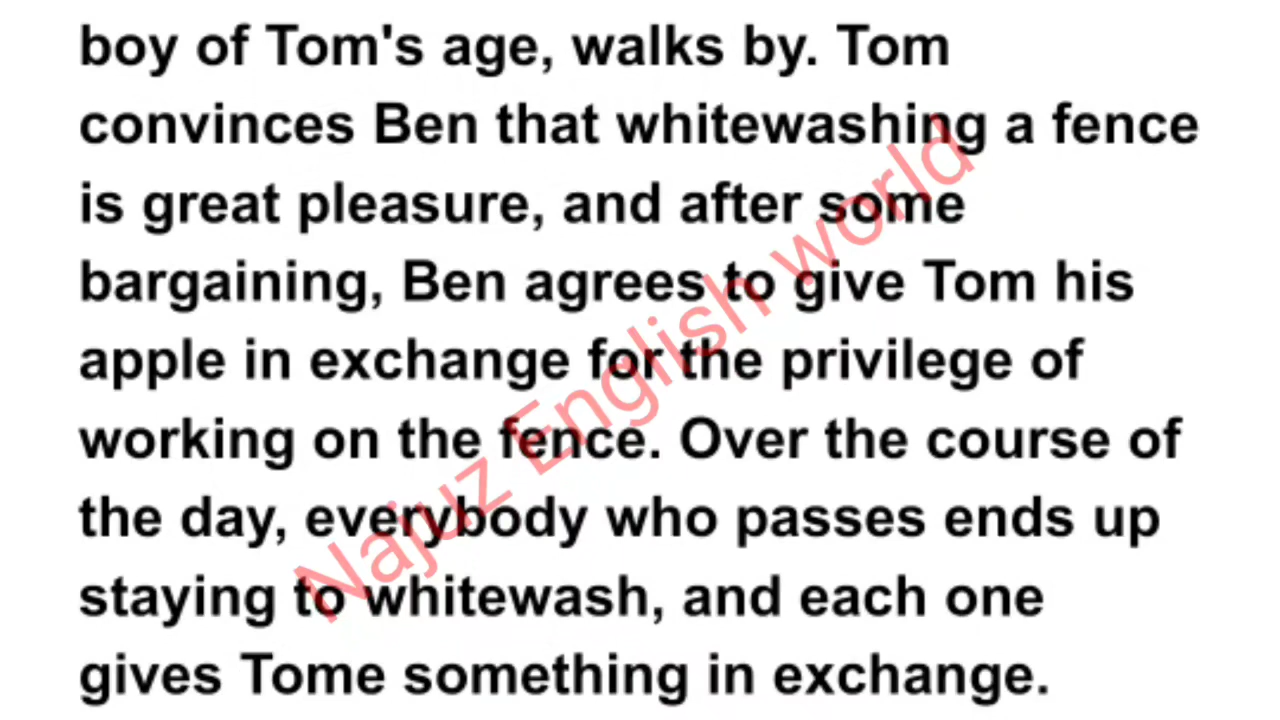 boy of Tom's age, walks by. Tom
convinces Ben that whitewashing a fence
is great pleasure, and after some
bargaining, Ben agrees to give Tom his
apple in exchange for the privilege of
working on the fence. Over the course of
the day, everybody who passes ends up
staying to whitewash, and each one
gives Tome something in exchange.
Najuz English world